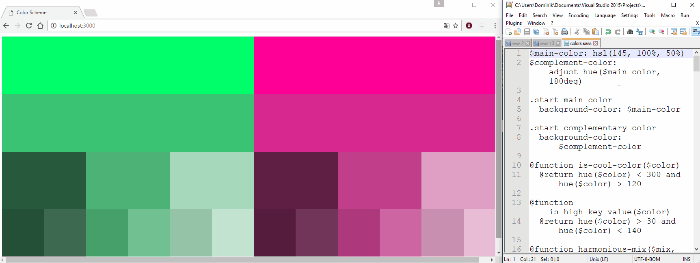 Color Scheme
localhost:3000
C:\Users\Dominik\Documents\Visual Studio 2015\Projects\...
File Edit Search View Encoding Language Settings Tools Macro Run
Plugins Window ?
colors.sass
1 $main-color: hsl(145, 100%, 50%)
2 $complement-color:
adjust-hue($main-color,
180deg)
3
4 .start-main-color
5 background-color: $main-color
6
7 .start-complementary-color
8 background-color:
$complement-color
9
10 @function is-cool-color($color)
11 @return hue($color) < 300 and
hue($color) > 120
12
13 @function
is-high-key-value($color)
14 @return hue($color) > 30 and
hue($color) < 140
15
16 @function harmonious-mix($mix,
Ln: 1 Col: 21 Sel: 0 | 0 Unix (LF) UTF-8-BOM INS